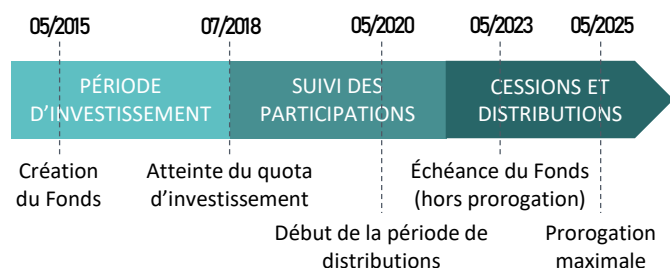 05/2015 07/2018 05/2020 05/2023 05/2025
PÉRIODE
D'INVESTISSEMENT
SUIVI DES
PARTICIPATIONS
CESSIONS ET
DISTRIBUTIONS
Création
du Fonds
Atteinte du quota
d'investissement
Échéance du Fonds
(hors prorogation)
Début de la période de
distributions
Prorogation
maximale